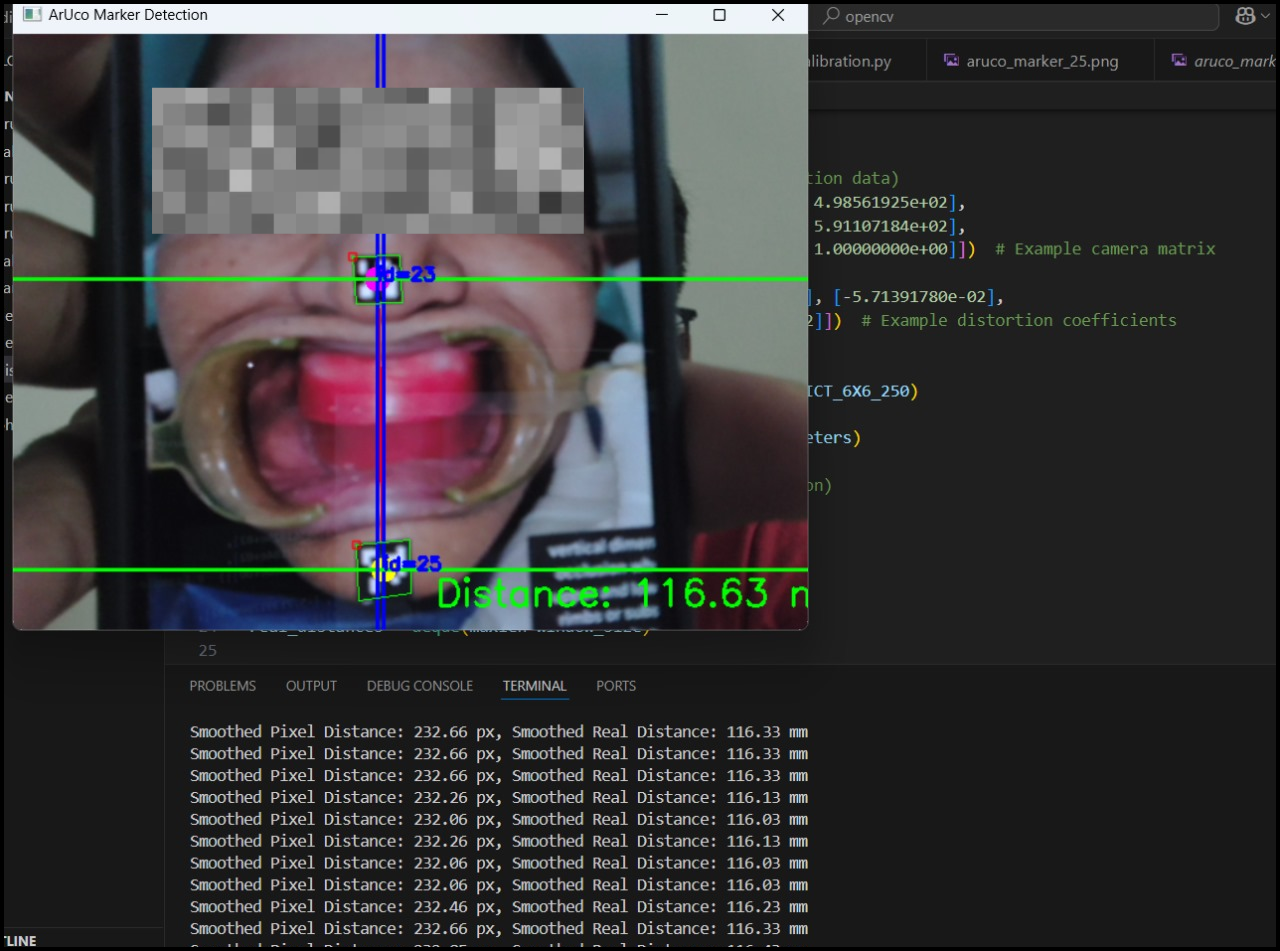 ArUco Marker Detection
opencv
libration.py
aruco_marker_25.png
aruco_mark
tion data)
4.98561925e+02],
5.91107184e+02],
1.00000000e+00]])  # Example camera matrix
], [-5.71391780e-02],
2]])  # Example distortion coefficients
ICT_6X6_250)
eters)
on)
id=23
id=25
vertical dimen
Distance: 116.63 m
25
PROBLEMS
OUTPUT
DEBUG CONSOLE
TERMINAL
PORTS
Smoothed Pixel Distance: 232.66 px, Smoothed Real Distance: 116.33 mm
Smoothed Pixel Distance: 232.66 px, Smoothed Real Distance: 116.33 mm
Smoothed Pixel Distance: 232.66 px, Smoothed Real Distance: 116.33 mm
Smoothed Pixel Distance: 232.26 px, Smoothed Real Distance: 116.13 mm
Smoothed Pixel Distance: 232.06 px, Smoothed Real Distance: 116.03 mm
Smoothed Pixel Distance: 232.26 px, Smoothed Real Distance: 116.13 mm
Smoothed Pixel Distance: 232.06 px, Smoothed Real Distance: 116.03 mm
Smoothed Pixel Distance: 232.06 px, Smoothed Real Distance: 116.03 mm
Smoothed Pixel Distance: 232.46 px, Smoothed Real Distance: 116.23 mm
Smoothed Pixel Distance: 232.66 px, Smoothed Real Distance: 116.33 mm
TLINE